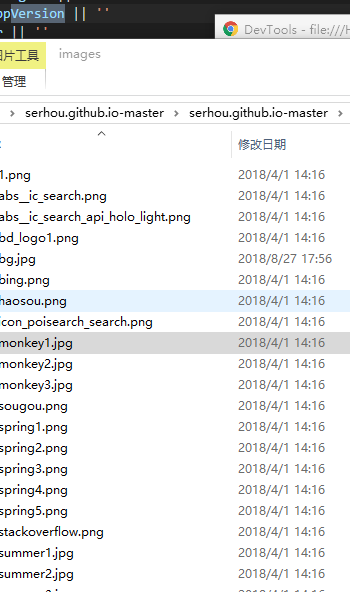 pVersion || ''
r || ''
DevTools - file:///H
片工具
images
管理
serhou.github.io-master
serhou.github.io-master
修改日期
1.png 2018/4/1 14:16
abs__ic_search.png 2018/4/1 14:16
abs__ic_search_api_holo_light.png 2018/4/1 14:16
bd_logo1.png 2018/4/1 14:16
bg.jpg 2018/8/27 17:56
bing.png 2018/4/1 14:16
haosou.png 2018/4/1 14:16
icon_poisearch_search.png 2018/4/1 14:16
monkey1.jpg 2018/4/1 14:16
monkey2.jpg 2018/4/1 14:16
monkey3.jpg 2018/4/1 14:16
sougou.png 2018/4/1 14:16
spring1.png 2018/4/1 14:16
spring2.png 2018/4/1 14:16
spring3.png 2018/4/1 14:16
spring4.png 2018/4/1 14:16
spring5.png 2018/4/1 14:16
stackoverflow.png 2018/4/1 14:16
summer1.jpg 2018/4/1 14:16
summer2.jpg 2018/4/1 14:16